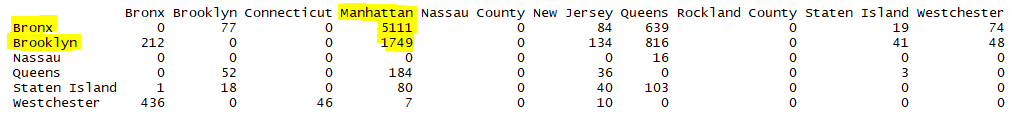 Bronx Brooklyn Connecticut Manhattan Nassau County New Jersey Queens Rockland County Staten Island Westchester
Bronx 0 77 0 5111 0 84 639 0 19 74
Brooklyn 212 0 0 1749 0 134 816 0 41 48
Nassau 0 0 0 0 0 0 16 0 0 0
Queens 0 52 0 184 0 36 0 0 3 0
Staten Island 1 18 0 80 0 40 103 0 0 0
Westchester 436 0 46 7 0 10 0 0 0 0